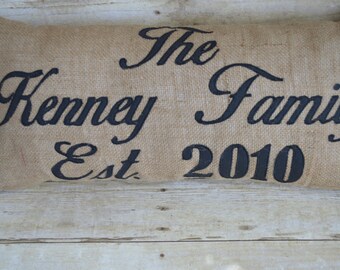 The
Kenney Family
Est. 2010